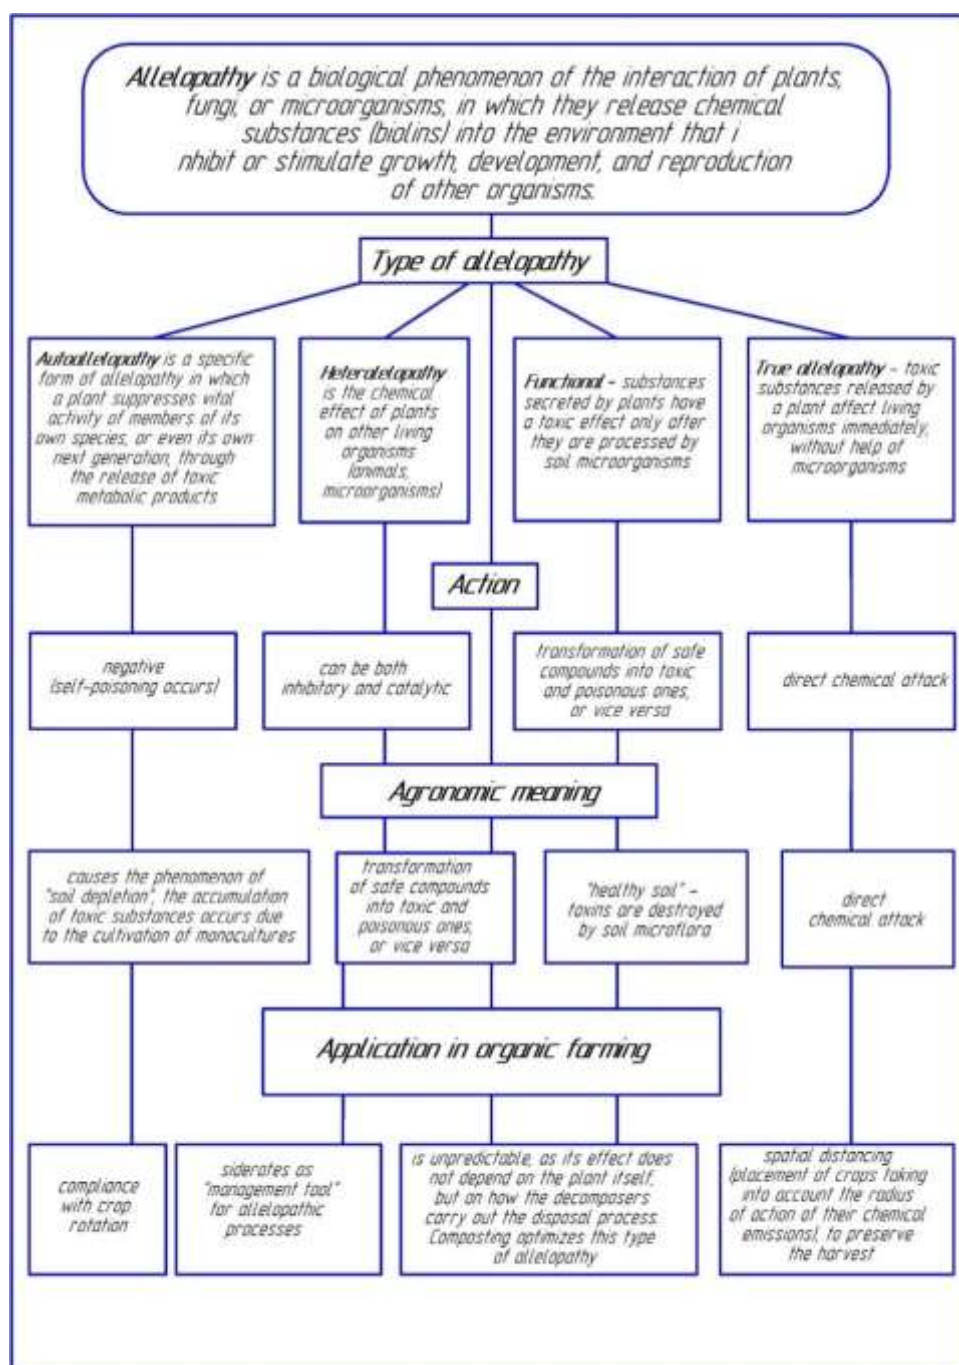 Allelopathy is a biological phenomenon of the interaction of plants,
fungi, or microorganisms, in which they release chemical
substances (biolins) into the environment that i
nhibit or stimulate growth, development, and reproduction
of other organisms.
Type of allelopathy
Autoallelopathy is a specific
form of allelopathy in which
a plant suppresses vital
activity of members of its
own species, or even its own
next generation, through
the release of toxic
metabolic products
Heteralelopathy
is the chemical
effect of plants
on other living
organisms
(animals,
microorganisms)
Functional - substances
secreted by plants have
a toxic effect only after
they are processed by
soil microorganisms
True allelopathy - toxic
substances released by
a plant affect living
organisms immediately,
without help of
microorganisms
Action
negative
(self-poisoning occurs)
can be both
inhibitory and catalytic
transformation of safe
compounds into toxic
and poisonous ones,
or vice versa
direct chemical attack
Agronomic meaning
causes the phenomenon of
"soil depletion", the accumulation
of toxic substances occurs due
to the cultivation of monocultures
transformation
of safe compounds
into toxic and
poisonous ones,
or vice versa
"healthy soil" -
toxins are destroyed
by soil microflora
direct
chemical attack
Application in organic farming
compliance
with crop
rotation
siderates as
"management tool"
for allelopathic
processes
is unpredictable, as its effect does
not depend on the plant itself,
but on how the decomposers
carry out the disposal process.
Composting optimizes this type
of allelopathy
spatial distancing
(placement of crops taking
into account the radius
of action of their chemical
emissions), to preserve
the harvest